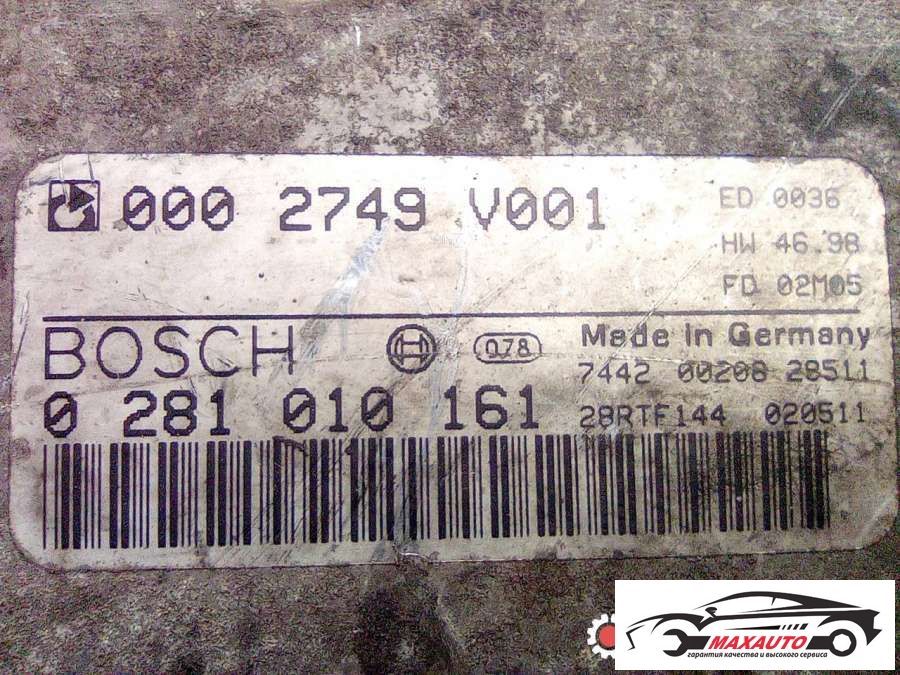 000 2749 V001
ED 0036
HW 46.98
FD 02M05
BOSCH
078
Made in Germany
7442 00208 28511
0 281 010 161
28RTF144 020511
MAXAUTO
гарантия качества и высокого сервиса